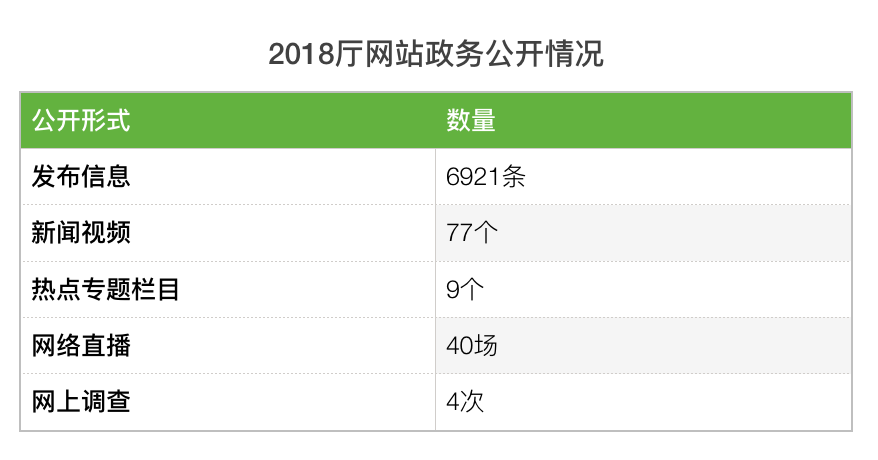 2018厅网站政务公开情况
公开形式 数量
发布信息 6921条
新闻视频 77个
热点专题栏目 9个
网络直播 40场
网上调查 4次